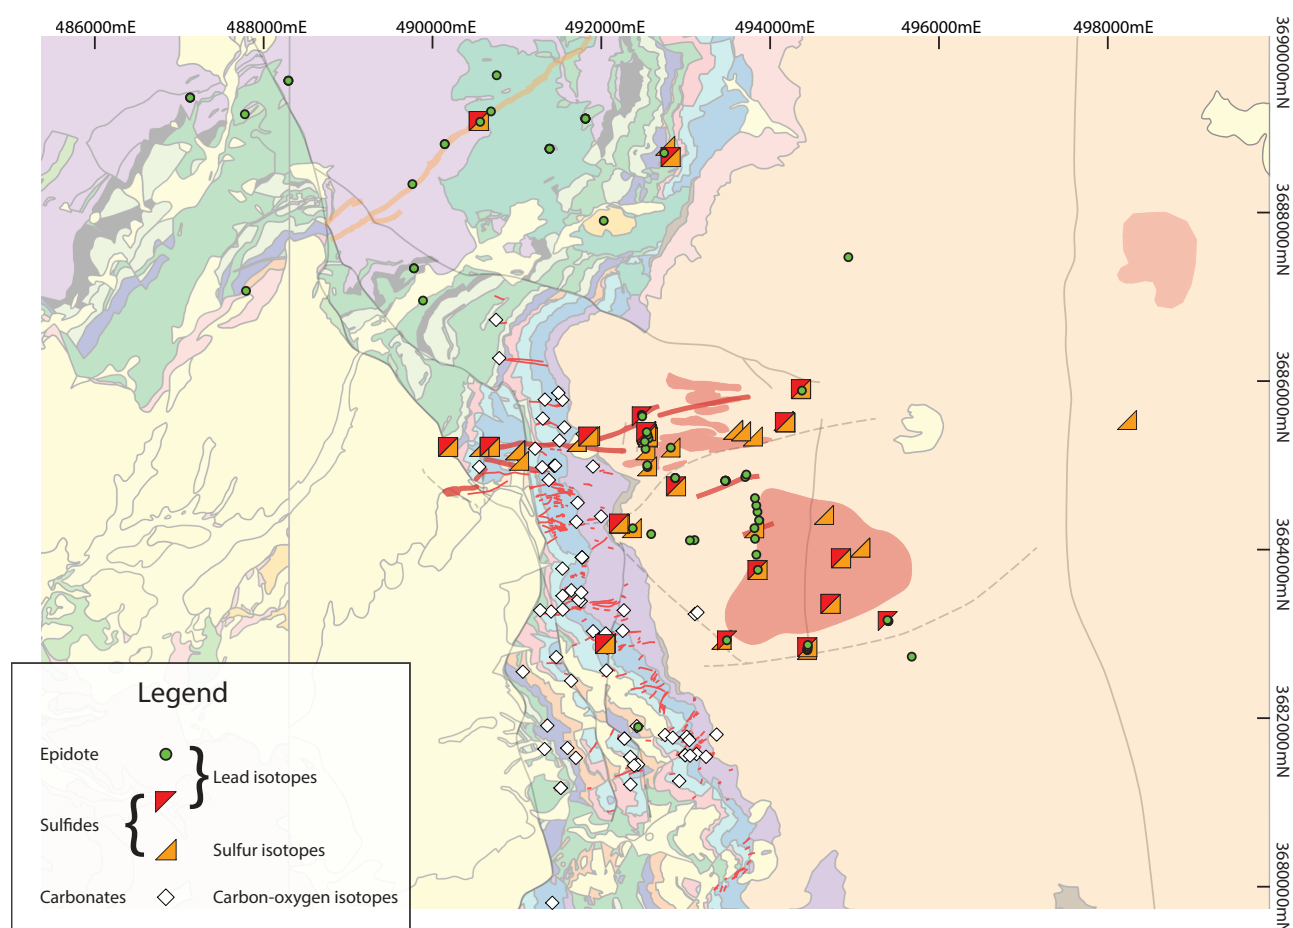 486000mE 488000mE 490000mE 492000mE 494000mE 496000mE 498000mE
3690000mN
3688000mN
3686000mN
3684000mN
3682000mN
3680000mN
Legend
Epidote
Lead isotopes
Sulfides
Sulfur isotopes
Carbonates Carbon-oxygen isotopes